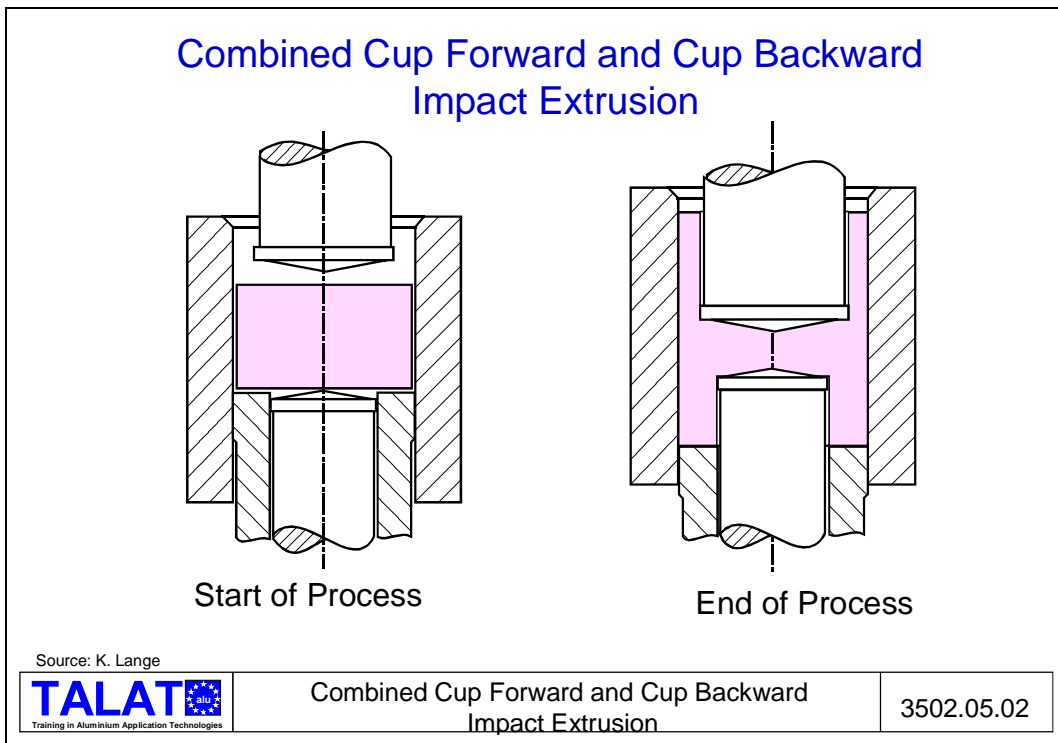 Combined Cup Forward and Cup Backward
Impact Extrusion
Start of Process
End of Process
Source: K. Lange
TALAT
alu
Training in Aluminium Application Technologies
Combined Cup Forward and Cup Backward
Impact Extrusion
3502.05.02